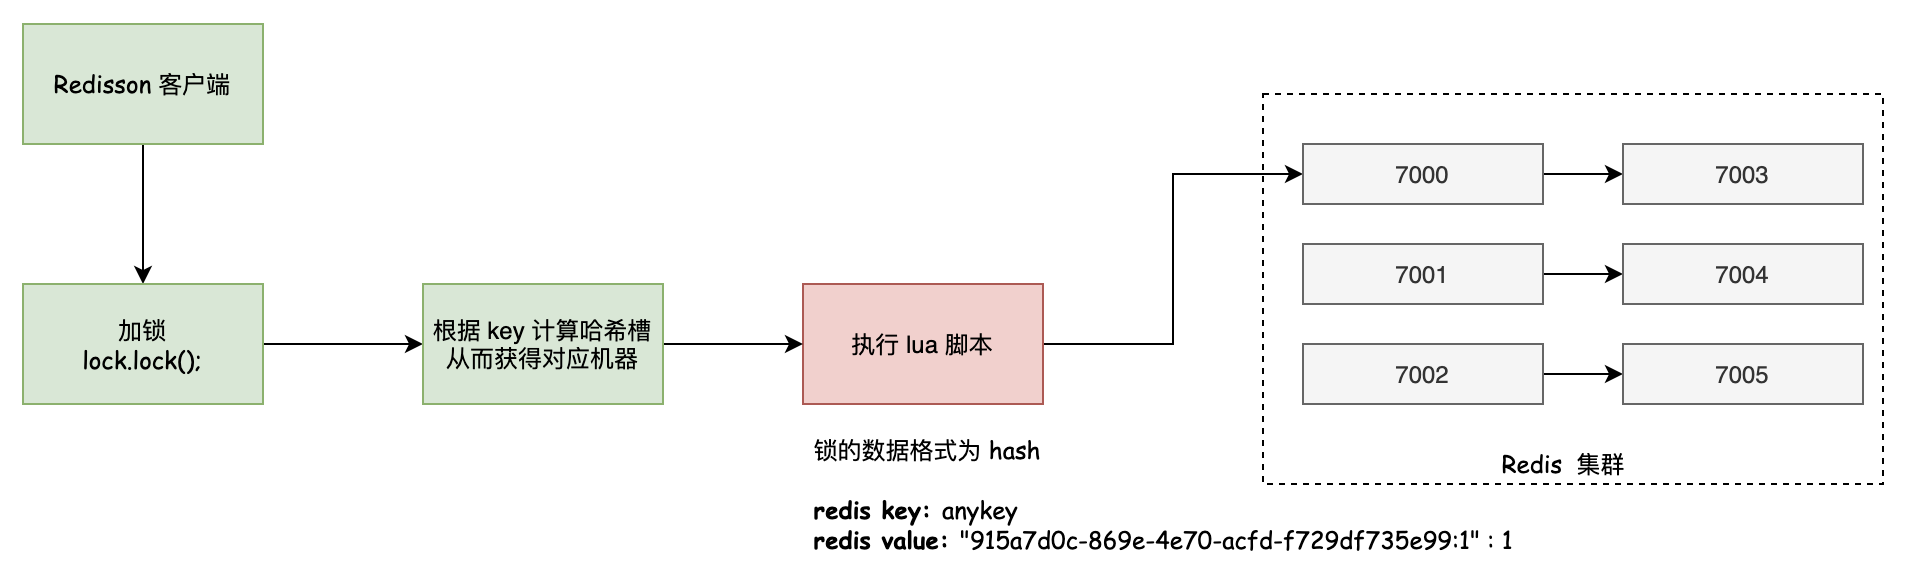 Redisson 客户端
加锁
lock.lock();
根据 key 计算哈希槽
从而获得对应机器
执行 lua 脚本
锁的数据格式为 hash
redis key: anykey
redis value: "915a7d0c-869e-4e70-acfd-f729df735e99:1" : 1
7000
7003
7001
7004
7002
7005
Redis 集群